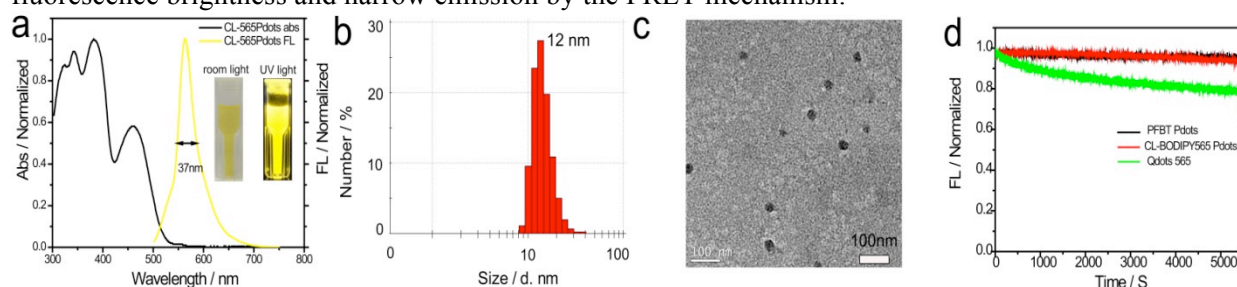 fluorescence brightness and narrow emission by the FRET mechanism.
a
CL-565Pdots abs
CL-565Pdots FL
room light
UV light
37nm
Abs / Normalized
FL / Normalized
1.0
0.8
0.6
0.4
0.2
0.0
300 400 500 600 700 800
Wavelength / nm
b
12 nm
Number / %
30
20
10
0
0 10 100
Size / d. nm
c
100 nm
100nm
d
PFBT Pdots
CL-BODIPY565 Pdots
Qdots 565
FL / Normalized
1.0
0.8
0.6
0.4
0.2
0.0
0 1000 2000 3000 4000 5000
Time / S